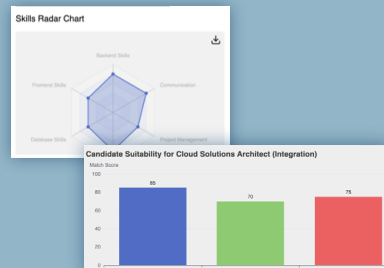 Skills Radar Chart
Backend Skills
Frontend Skills
Communication
Database Skills
Project Management
Candidate Suitability for Cloud Solutions Architect (Integration)
Match Score
100
85
75
80
70
60
40
20
0